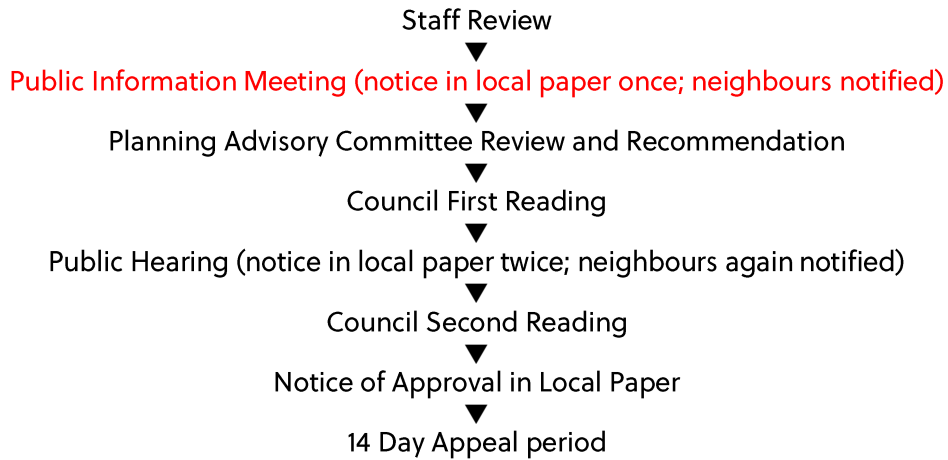 Staff Review
Public Information Meeting (notice in local paper once; neighbours notified)
Planning Advisory Committee Review and Recommendation
Council First Reading
Public Hearing (notice in local paper twice; neighbours again notified)
Council Second Reading
Notice of Approval in Local Paper
14 Day Appeal period